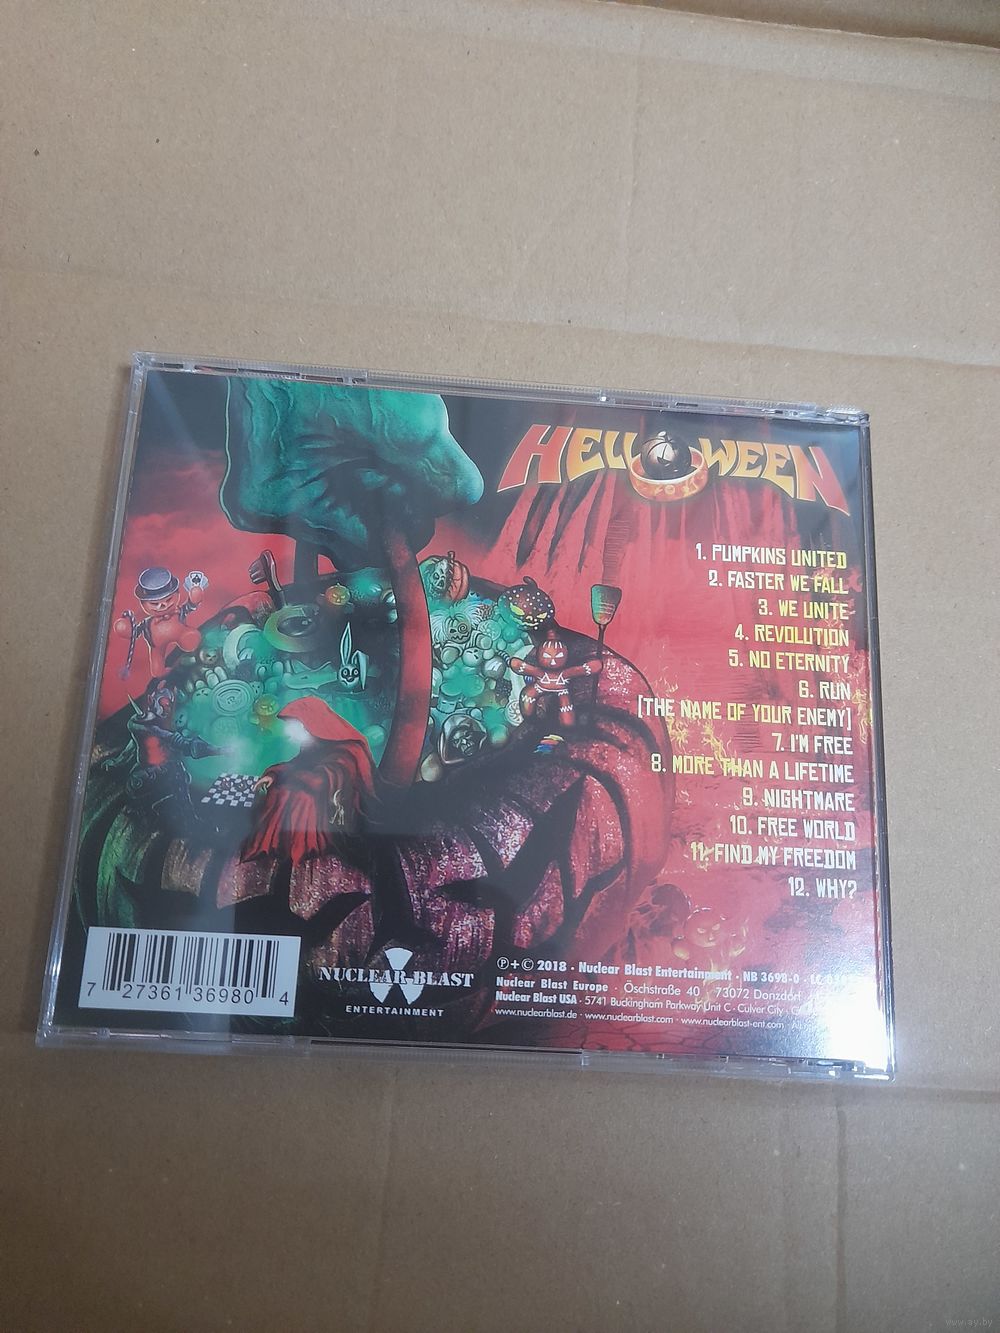 HELLOWEEN
1. PUMPKINS UNITED
2. FASTER WE FALL
3. WE UNITE
4. REVOLUTION
5. NO ETERNITY
6. RUN
[THE NAME OF YOUR ENEMY]
7. I'M FREE
8. MORE THAN A LIFETIME
9. NIGHTMARE
10. FREE WORLD
11. FIND MY FREEDOM
12. WHY?
7 27361 36980 4
NUCLEAR BLAST
ENTERTAINMENT
℗+© 2018 · Nuclear Blast Entertainment · NB 3698-0
Nuclear Blast Europe · Öschstraße 40 · 73072 Donzdorf
Nuclear Blast USA · 5741 Buckingham Parkway Unit C · Culver City
www.nuclearblast.de · www.nuclearblast.com · www.nuclearblast-ent.com
www.ay.by